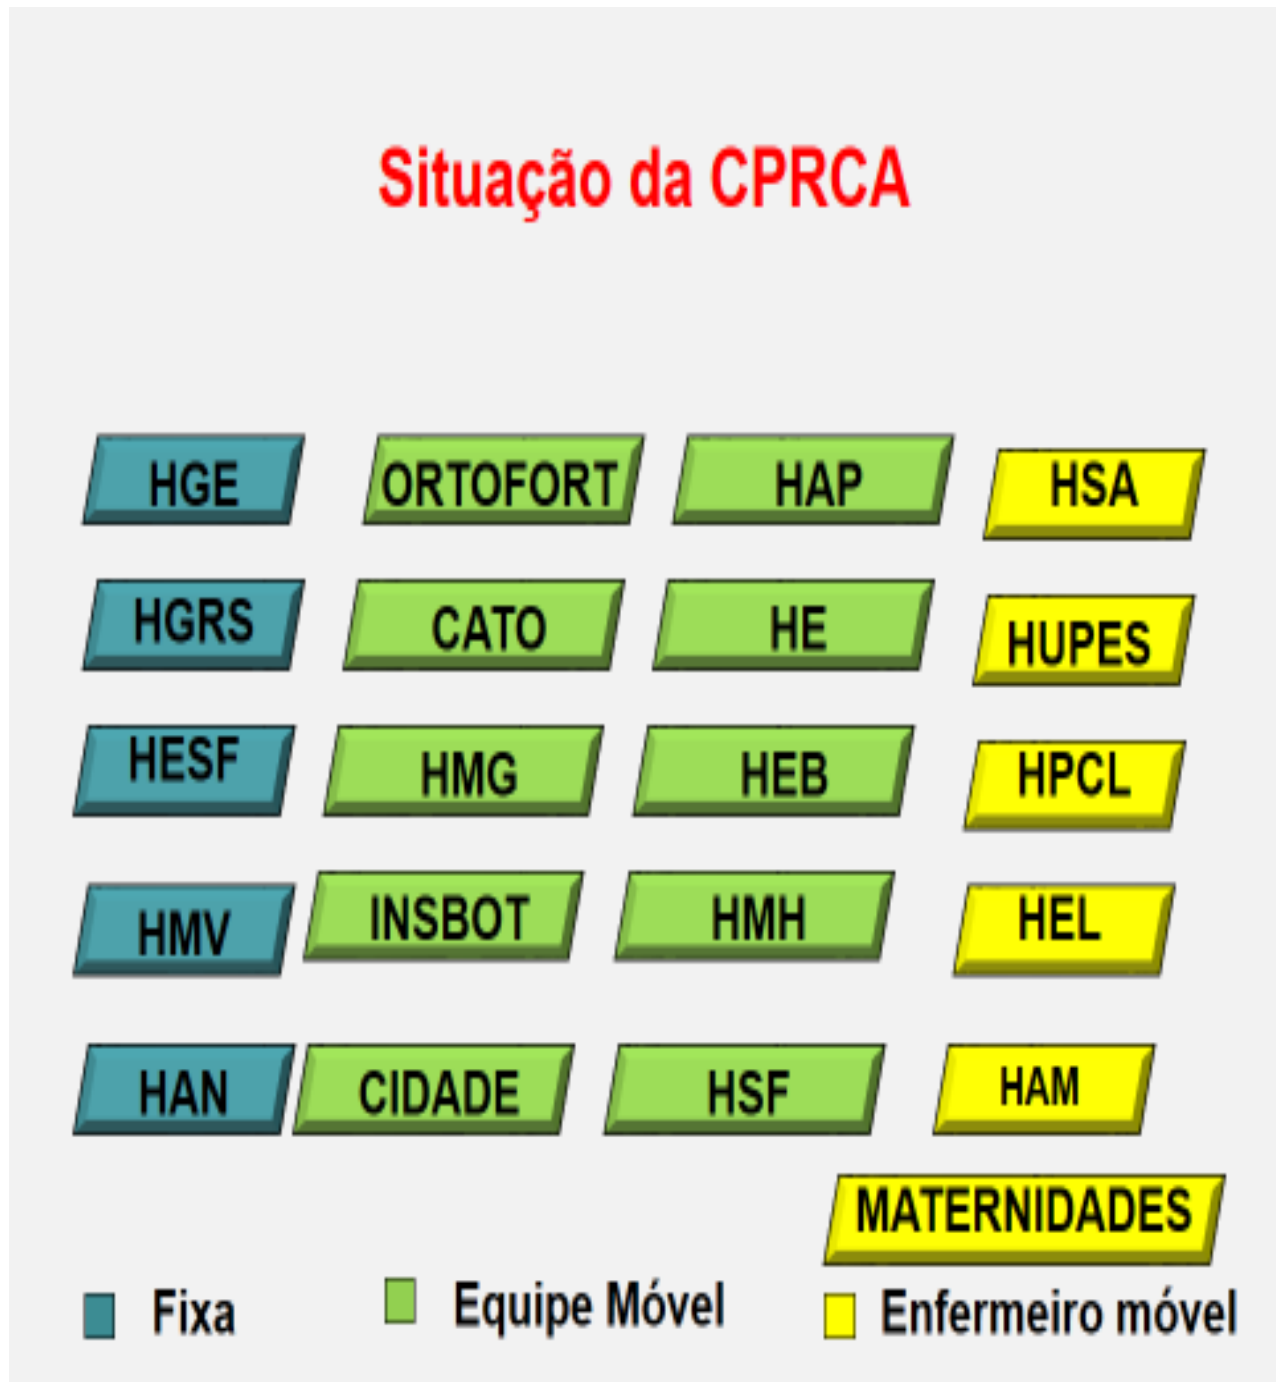 Situação da CPRCA
HGE
ORTOFORT
HAP
HSA
HGRS
CATO
HE
HUPES
HESF
HMG
HEB
HPCL
HMV
INSBOT
HMH
HEL
HAN
CIDADE
HSF
HAM
MATERNIDADES
Fixa
Equipe Móvel
Enfermeiro móvel